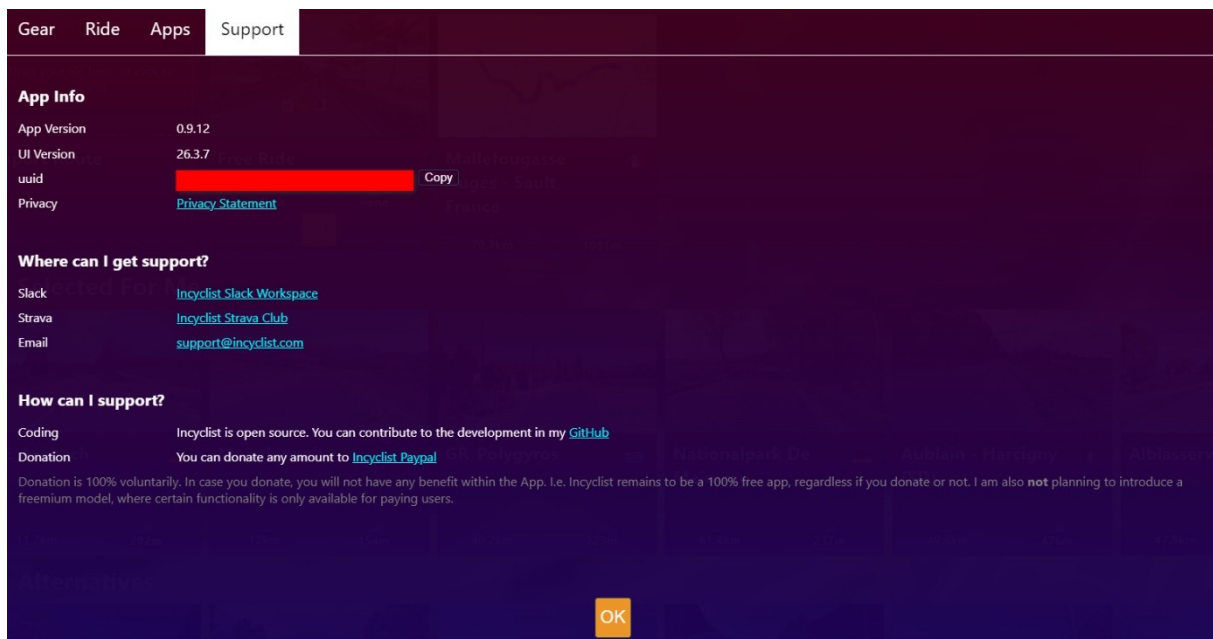 Gear Ride Apps Support
App Info
App Version 0.9.12
UI Version 26.3.7
uuid Copy
Privacy Privacy Statement
Where can I get support?
Slack Incyclist Slack Workspace
Strava Incyclist Strava Club
Email support@incyclist.com
How can I support?
Coding Incyclist is open source. You can contribute to the development in my GitHub
Donation You can donate any amount to Incyclist Paypal
Donation is 100% voluntarily. In case you donate, you will not have any benefit within the App. I.e. Incyclist remains to be a 100% free app, regardless if you donate or not. I am also not planning to introduce a
freemium model, where certain functionality is only available for paying users.
Alternatives
OK